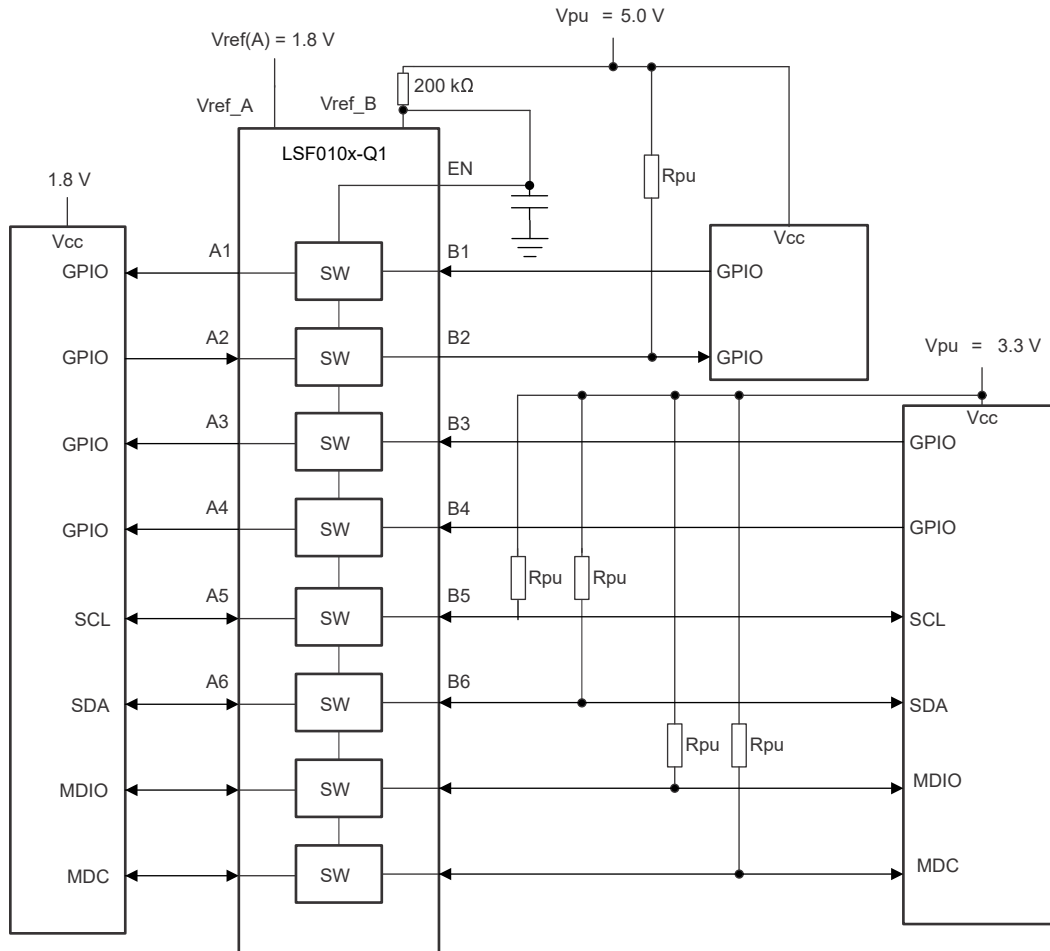 Vpu = 5.0 V
Vref(A) = 1.8 V
200 kΩ
Vref_A
Vref_B
LSF010x-Q1
EN
Rpu
1.8 V
Vcc
Vcc
GPIO
A1
SW
B1
GPIO
GPIO
A2
SW
B2
GPIO
Vpu = 3.3 V
Vcc
GPIO
A3
SW
B3
GPIO
GPIO
A4
SW
B4
GPIO
Rpu
Rpu
SCL
A5
SW
B5
SCL
SDA
A6
SW
B6
SDA
Rpu
Rpu
MDIO
SW
MDIO
MDC
SW
MDC